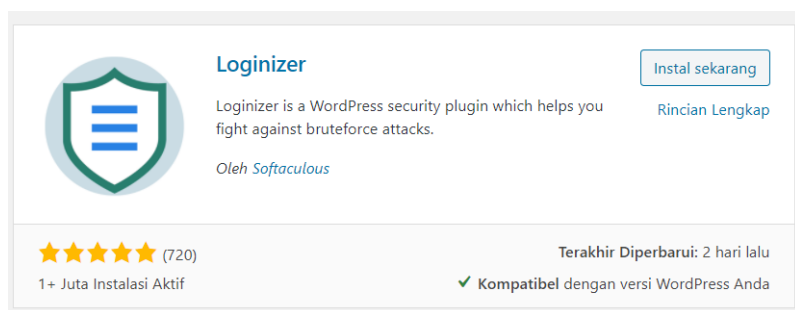 Loginizer
Instal sekarang
Loginizer is a WordPress security plugin which helps you
fight against bruteforce attacks.
Rincian Lengkap
Oleh Softaculous
(720)
Terakhir Diperbarui: 2 hari lalu
1+ Juta Instalasi Aktif
Kompatibel dengan versi WordPress Anda